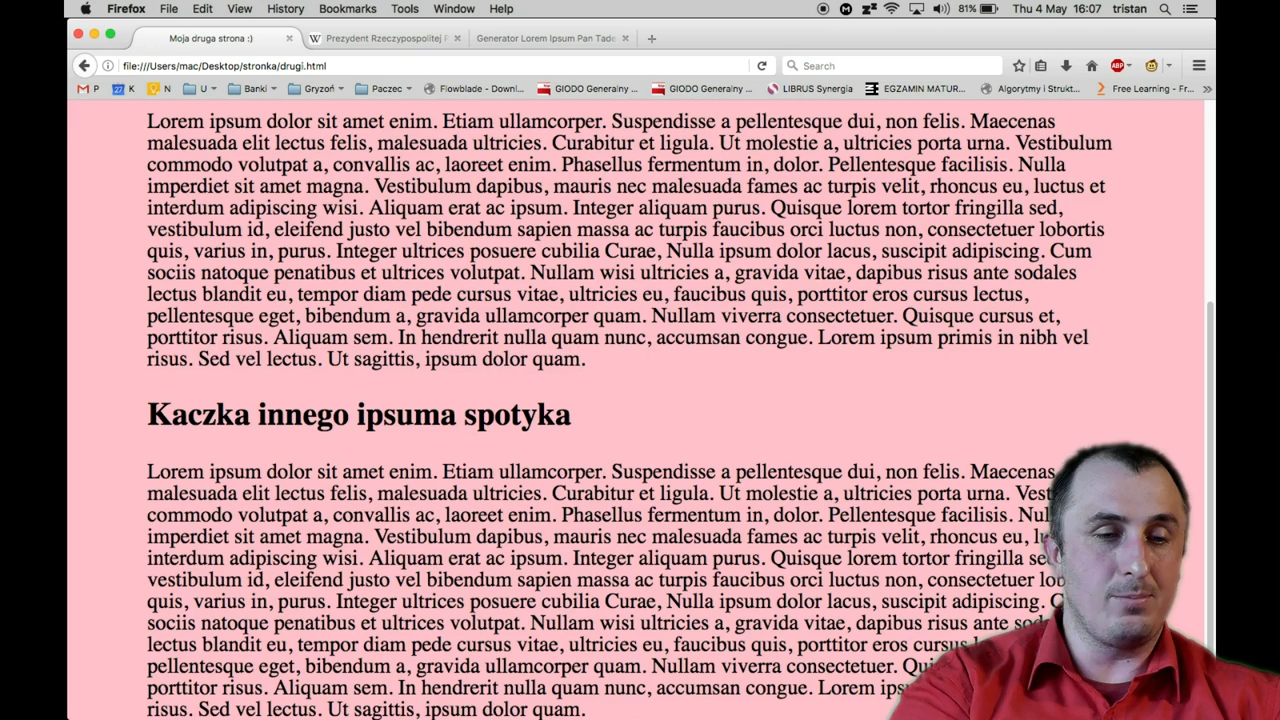 Firefox File Edit View History Bookmarks Tools Window Help 81% Thu 4 May 16:07 tristan
Moja druga strona :) Prezydent Rzeczypospolitej Generator Lorem Ipsum Pan Tade
file:///Users/mac/Desktop/stronka/drugi.html Search
P K N U Banki Gryzoń Paczec Flowblade - Downl... GIODO Generalny ... GIODO Generalny ... LIBRUS Synergia EGZAMIN MATUR... Algorytmy i Strukt... Free Learning - Fr...
Lorem ipsum dolor sit amet enim. Etiam ullamcorper. Suspendisse a pellentesque dui, non felis. Maecenas
malesuada elit lectus felis, malesuada ultricies. Curabitur et ligula. Ut molestie a, ultricies porta urna. Vestibulum
commodo volutpat a, convallis ac, laoreet enim. Phasellus fermentum in, dolor. Pellentesque facilisis. Nulla
imperdiet sit amet magna. Vestibulum dapibus, mauris nec malesuada fames ac turpis velit, rhoncus eu, luctus et
interdum adipiscing wisi. Aliquam erat ac ipsum. Integer aliquam purus. Quisque lorem tortor fringilla sed,
vestibulum id, eleifend justo vel bibendum sapien massa ac turpis faucibus orci luctus non, consectetuer lobortis
quis, varius in, purus. Integer ultrices posuere cubilia Curae, Nulla ipsum dolor lacus, suscipit adipiscing. Cum
sociis natoque penatibus et ultrices volutpat. Nullam wisi ultricies a, gravida vitae, dapibus risus ante sodales
lectus blandit eu, tempor diam pede cursus vitae, ultricies eu, faucibus quis, porttitor eros cursus lectus,
pellentesque eget, bibendum a, gravida ullamcorper quam. Nullam viverra consectetuer. Quisque cursus et,
porttitor risus. Aliquam sem. In hendrerit nulla quam nunc, accumsan congue. Lorem ipsum primis in nibh vel
risus. Sed vel lectus. Ut sagittis, ipsum dolor quam.
Kaczka innego ipsuma spotyka
Lorem ipsum dolor sit amet enim. Etiam ullamcorper. Suspendisse a pellentesque dui, non felis. Maecenas
malesuada elit lectus felis, malesuada ultricies. Curabitur et ligula. Ut molestie a, ultricies porta urna. Vest
commodo volutpat a, convallis ac, laoreet enim. Phasellus fermentum in, dolor. Pellentesque facilisis. Nul
imperdiet sit amet magna. Vestibulum dapibus, mauris nec malesuada fames ac turpis velit, rhoncus eu,
interdum adipiscing wisi. Aliquam erat ac ipsum. Integer aliquam purus. Quisque lorem tortor fringilla se
vestibulum id, eleifend justo vel bibendum sapien massa ac turpis faucibus orci luctus non, consectetuer lob
quis, varius in, purus. Integer ultrices posuere cubilia Curae, Nulla ipsum dolor lacus, suscipit adipiscing.
sociis natoque penatibus et ultrices volutpat. Nullam wisi ultricies a, gravida vitae, dapibus risus ante sod
lectus blandit eu, tempor diam pede cursus vitae, ultricies eu, faucibus quis, porttitor eros cursus
pellentesque eget, bibendum a, gravida ullamcorper quam. Nullam viverra consectetuer.
porttitor risus. Aliquam sem. In hendrerit nulla quam nunc, accumsan congue. Lorem
risus. Sed vel lectus. Ut sagittis, ipsum dolor quam.